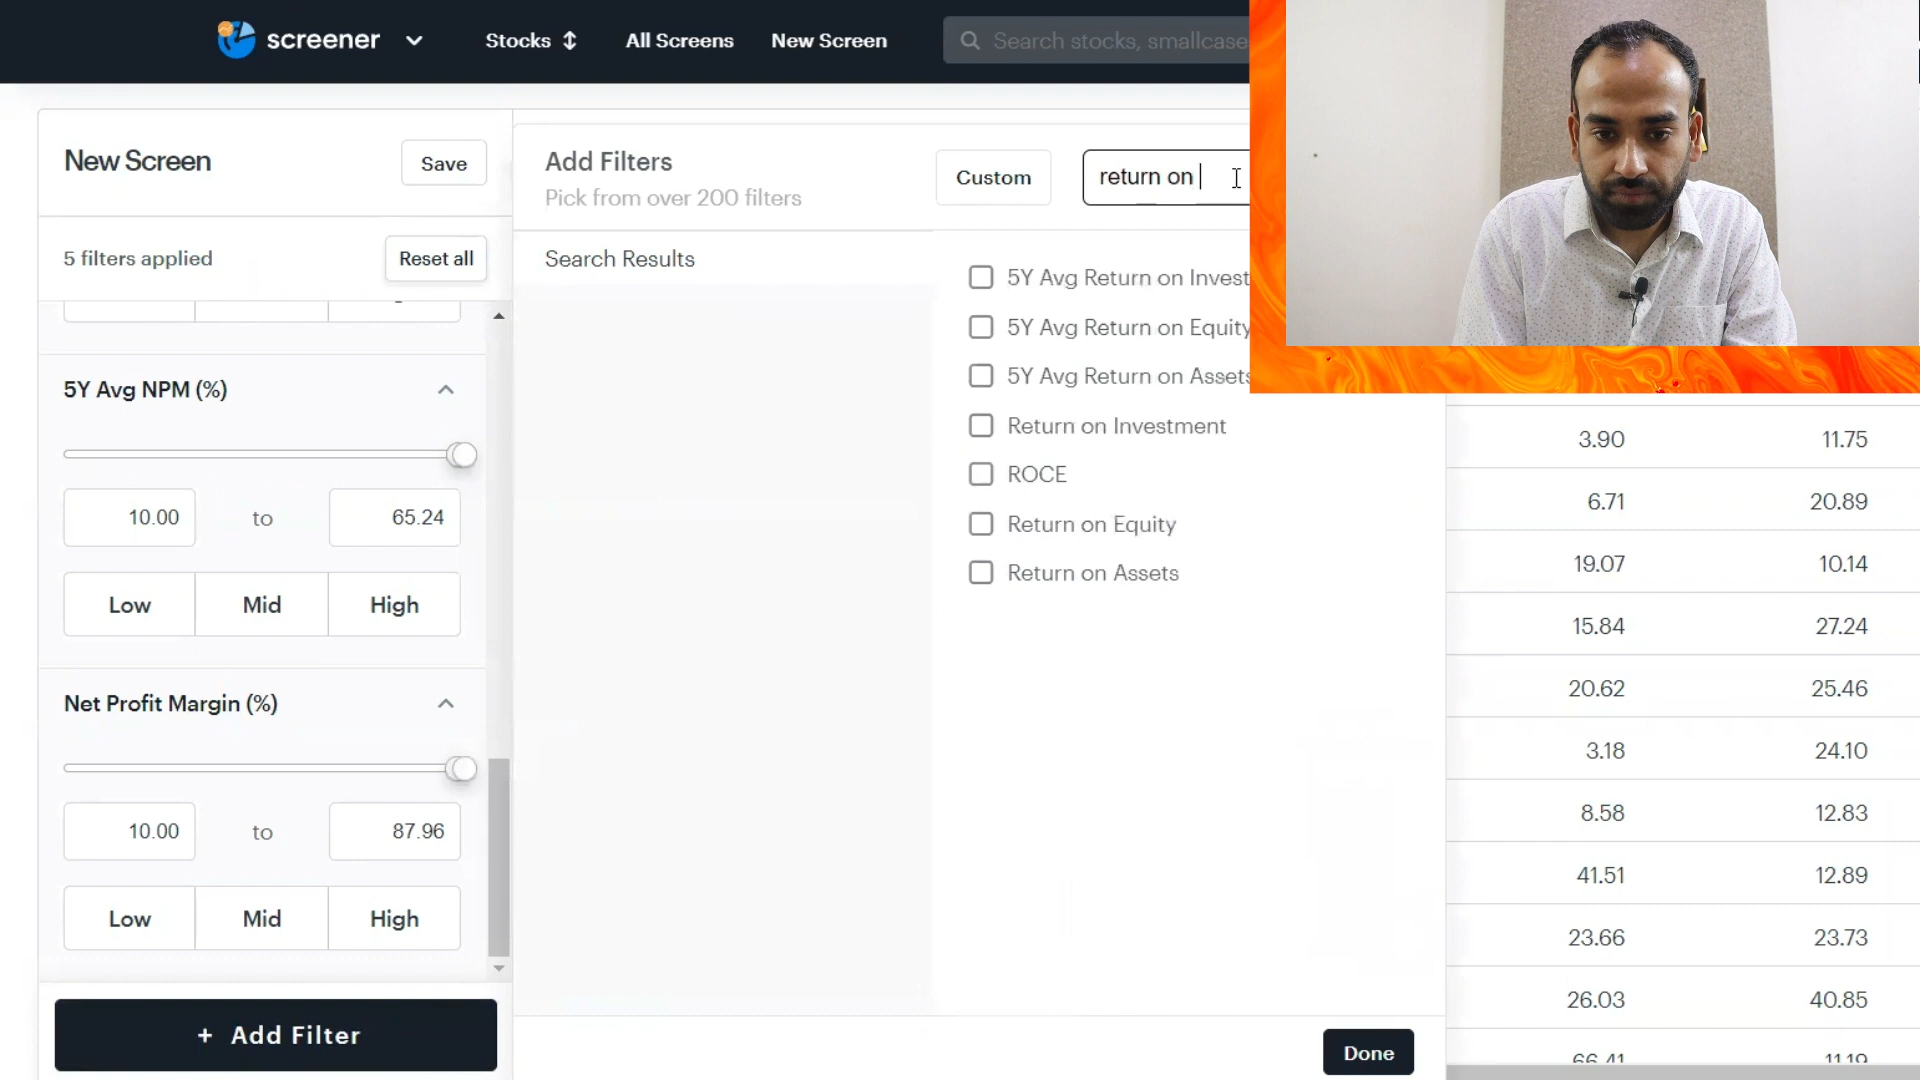 screener
Stocks
All Screens
New Screen
Search stocks, smallcase
New Screen
Save
5 filters applied
Reset all
5Y Avg NPM (%)
10.00 to 65.24
Low Mid High
Net Profit Margin (%)
10.00 to 87.96
Low Mid High
+ Add Filter
Add Filters
Pick from over 200 filters
Custom
return on
Search Results
5Y Avg Return on Invest
5Y Avg Return on Equity
5Y Avg Return on Assets
Return on Investment
ROCE
Return on Equity
Return on Assets
Done
3.90 11.75
6.71 20.89
19.07 10.14
15.84 27.24
20.62 25.46
3.18 24.10
8.58 12.83
41.51 12.89
23.66 23.73
26.03 40.85
66.41 11.19